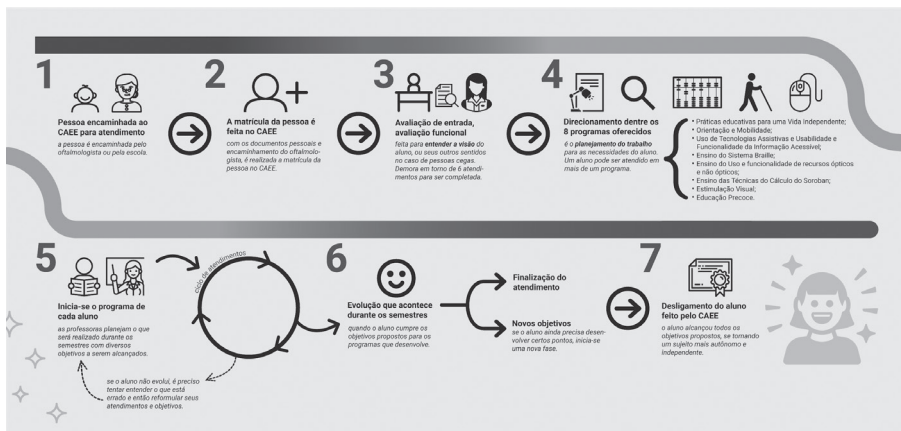 1
Pessoa encaminhada ao
CAEE para atendimento
a pessoa é encaminhada pelo
oftalmologista ou pela escola.
2
A matrícula da pessoa é
feita no CAEE
com os documentos pessoais e
encaminhamento do oftalmolo-
gista, é realizada a matrícula da
pessoa no CAEE.
3
Avaliação de entrada,
avaliação funcional
feita para entender a visão do
aluno, ou seus outros sentidos
no caso de pessoas cegas.
Demora em torno de 6 atendi-
mentos para ser completada.
4
Direcionamento dentre os
8 programas oferecidos
é o planejamento do trabalho
para as necessidades do aluno.
Um aluno pode ser atendido em
mais de um programa.
• Práticas educativas para uma Vida Independente;
• Orientação e Mobilidade;
• Uso de Tecnologias Assistivas e Usabilidade e
Funcionalidade da Informação Acessível;
• Ensino do Sistema Braille;
• Ensino do Uso e funcionalidade de recursos ópticos
e não ópticos;
• Ensino das Técnicas do Cálculo do Soroban;
• Estimulação Visual;
• Educação Precoce.
5
Inicia-se o programa de
cada aluno
as professoras planejam o que
será realizado durante os
semestres com diversos
objetivos a serem alcançados.
ciclo de atendimentos
se o aluno não evolui, é preciso
tentar entender o que está
errado e então reformular seus
atendimentos e objetivos.
6
Evolução que acontece
durante os semestres
quando o aluno cumpre os
objetivos propostos para os
programas que desenvolve.
Finalização do
atendimento
Novos objetivos
se o aluno ainda precisa desen-
volver certos pontos, inicia-se
uma nova fase.
7
Desligamento do aluno
feito pelo CAEE
o aluno alcançou todos os
objetivos propostos, se tornando
um sujeito mais autônomo e
independente.